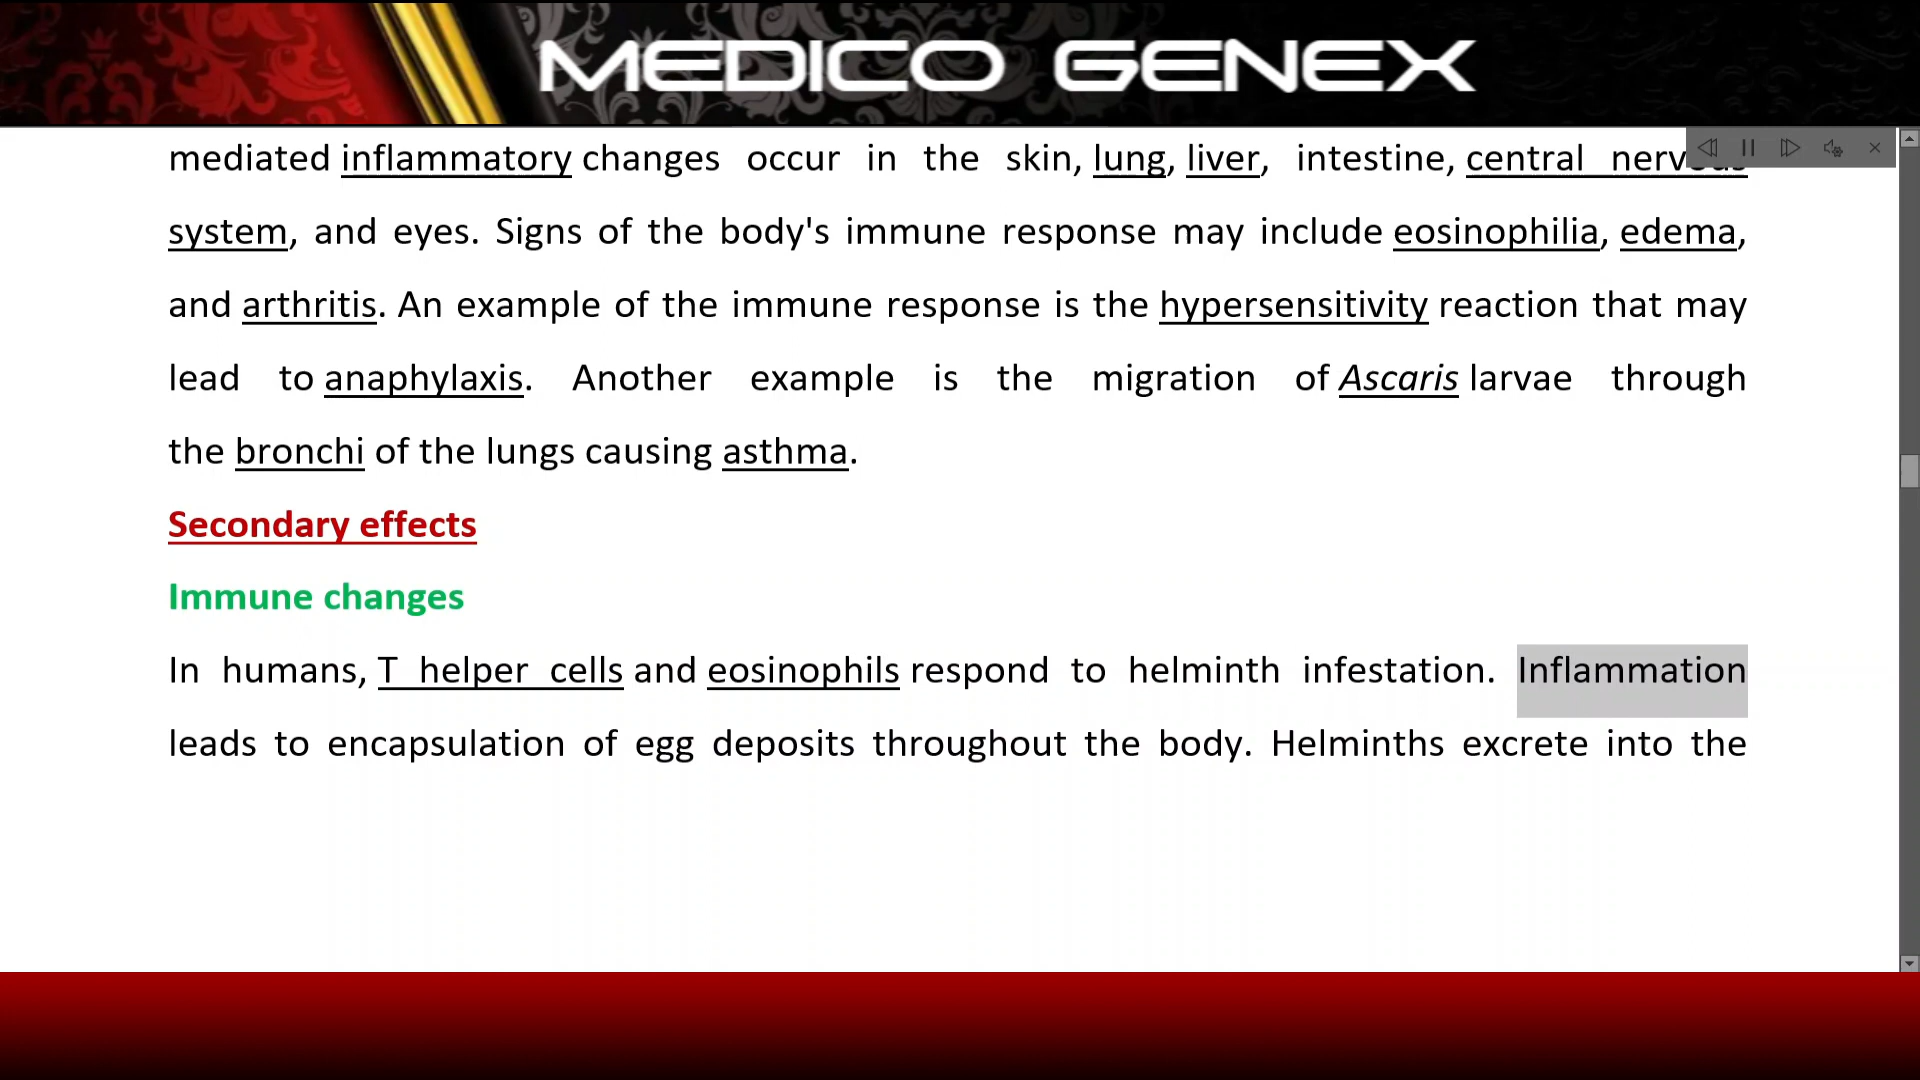 MEDICO GENEX
mediated inflammatory changes occur in the skin, lung, liver, intestine, central nervous
system, and eyes. Signs of the body's immune response may include eosinophilia, edema,
and arthritis. An example of the immune response is the hypersensitivity reaction that may
lead to anaphylaxis. Another example is the migration of Ascaris larvae through
the bronchi of the lungs causing asthma.
Secondary effects
Immune changes
In humans, T helper cells and eosinophils respond to helminth infestation. Inflammation
leads to encapsulation of egg deposits throughout the body. Helminths excrete into the